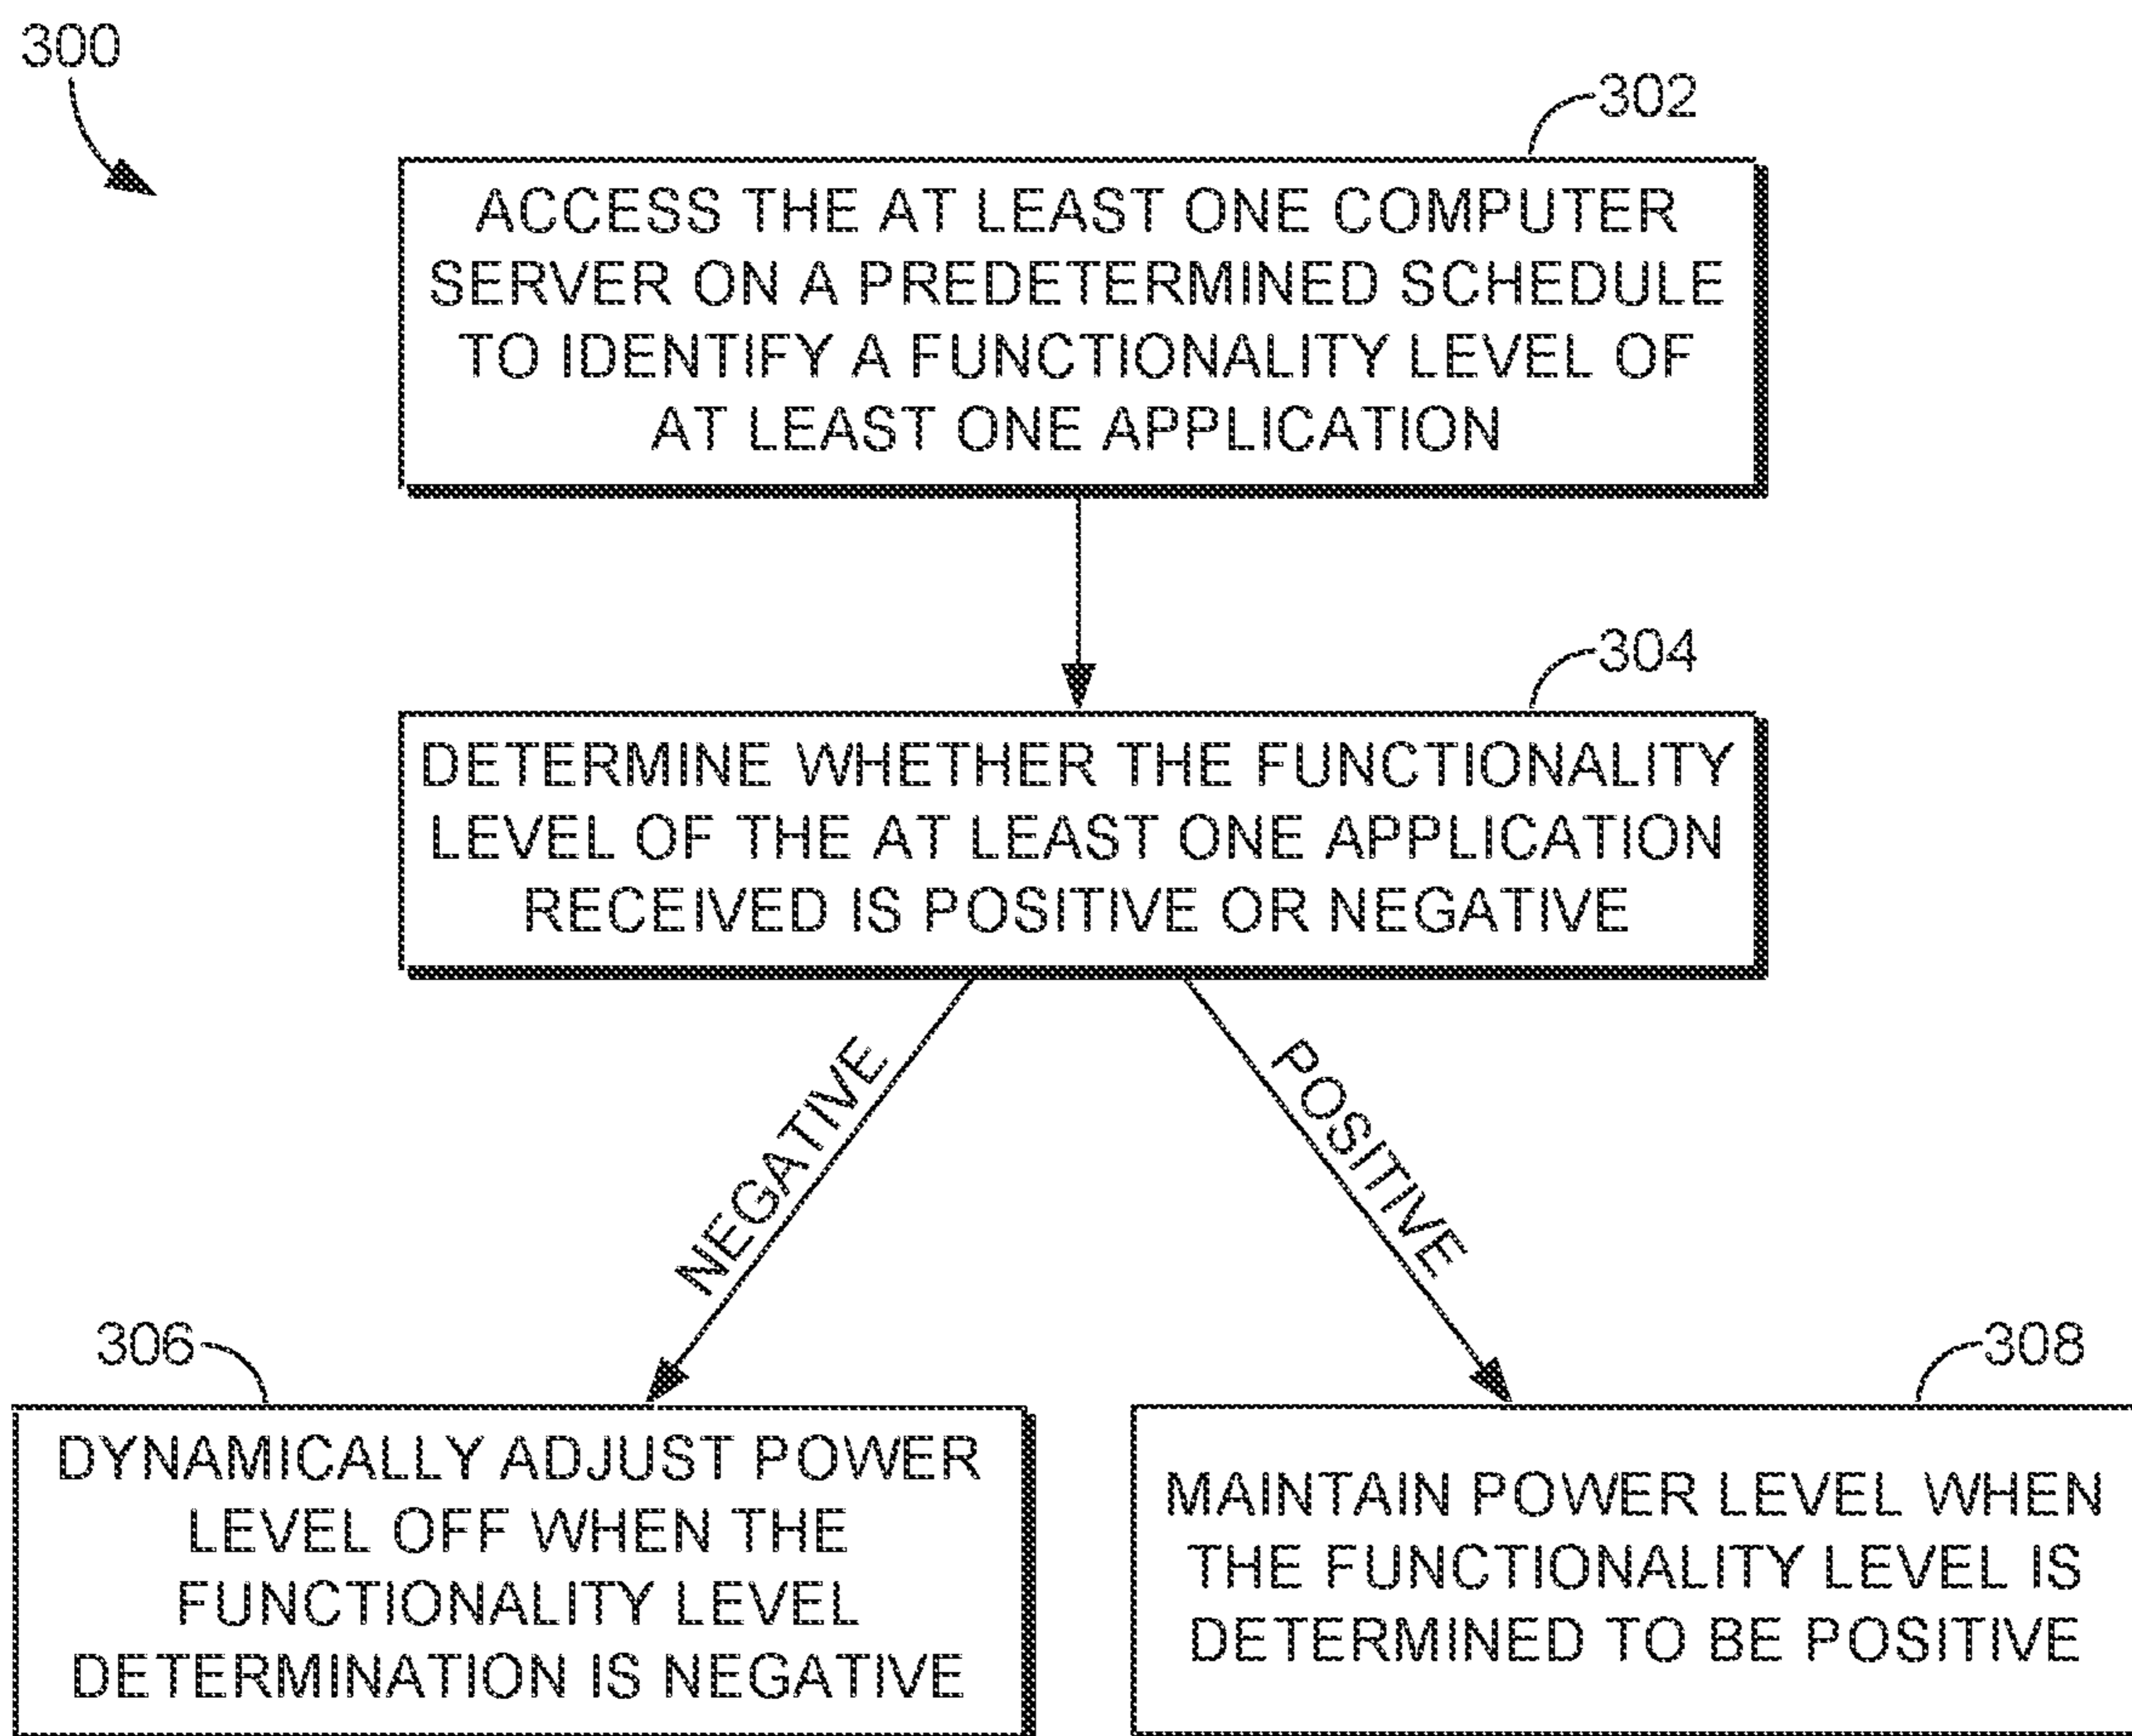 300
302
ACCESS THE AT LEAST ONE COMPUTER
SERVER ON A PREDETERMINED SCHEDULE
TO IDENTIFY A FUNCTIONALITY LEVEL OF
AT LEAST ONE APPLICATION
304
DETERMINE WHETHER THE FUNCTIONALITY
LEVEL OF THE AT LEAST ONE APPLICATION
RECEIVED IS POSITIVE OR NEGATIVE
NEGATIVE
POSITIVE
306
DYNAMICALLY ADJUST POWER
LEVEL OFF WHEN THE
FUNCTIONALITY LEVEL
DETERMINATION IS NEGATIVE
308
MAINTAIN POWER LEVEL WHEN
THE FUNCTIONALITY LEVEL IS
DETERMINED TO BE POSITIVE